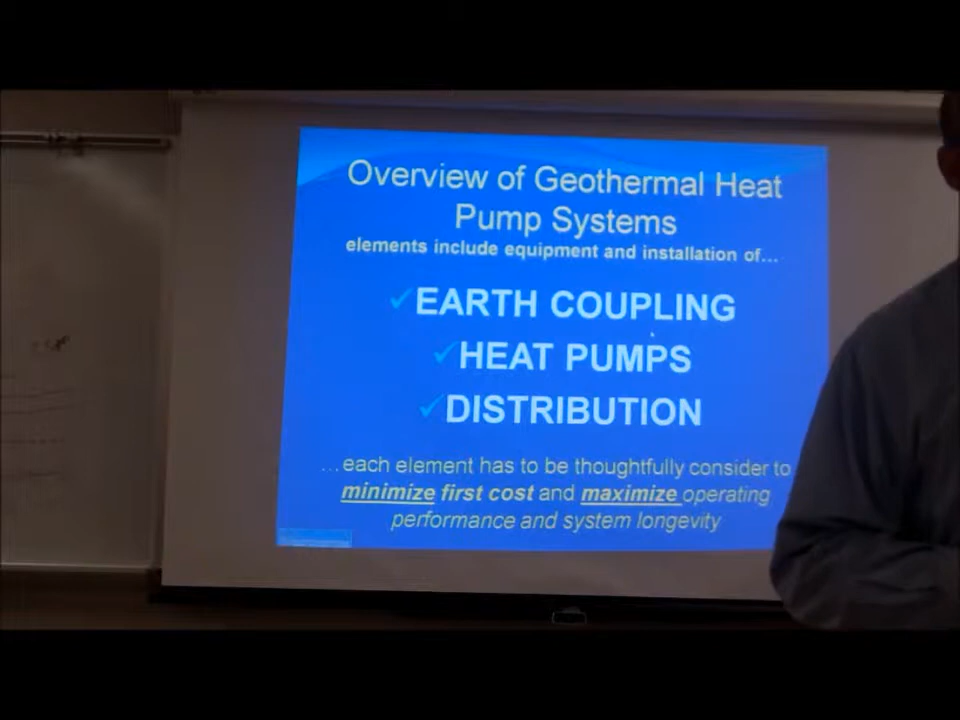 Overview of Geothermal Heat
Pump Systems
elements include equipment and installation of...
✓EARTH COUPLING
✓HEAT PUMPS
✓DISTRIBUTION
...each element has to be thoughtfully consider to
minimize first cost and maximize operating
performance and system longevity